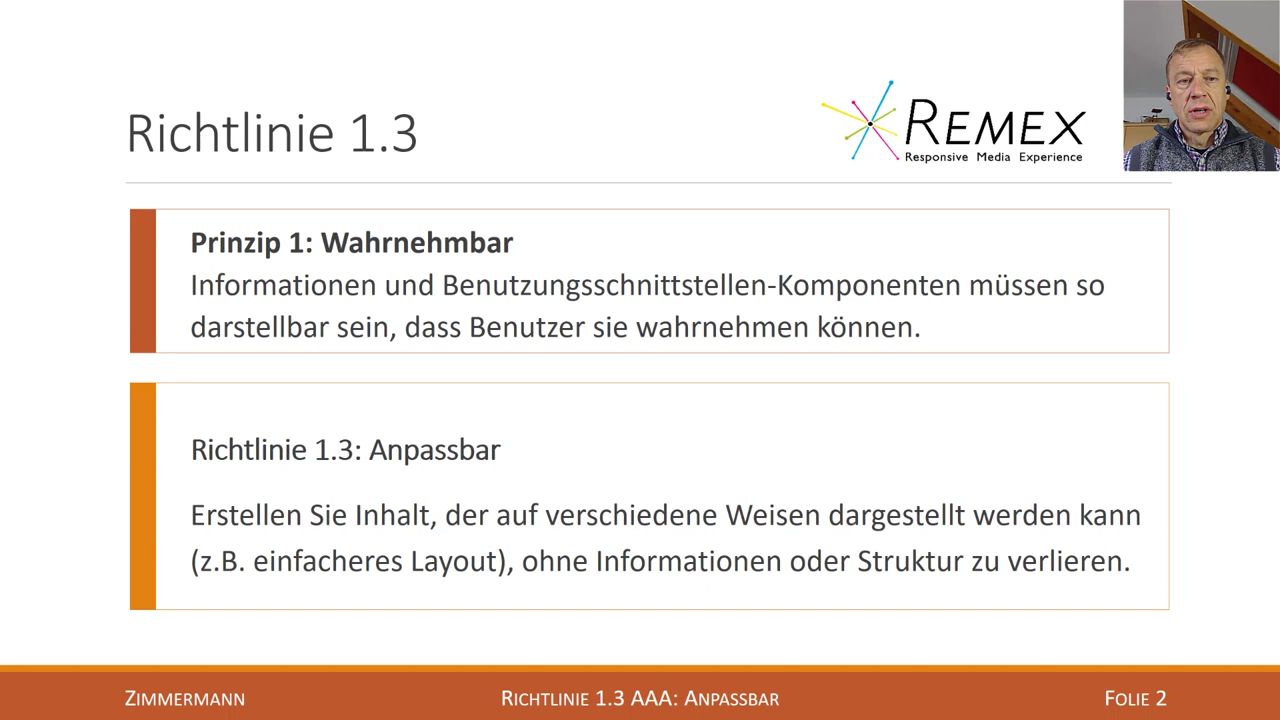 Richtlinie 1.3
REMEX
Responsive Media Experience
Prinzip 1: Wahrnehmbar
Informationen und Benutzungsschnittstellen-Komponenten müssen so
darstellbar sein, dass Benutzer sie wahrnehmen können.
Richtlinie 1.3: Anpassbar
Erstellen Sie Inhalt, der auf verschiedene Weisen dargestellt werden kann
(z.B. einfacheres Layout), ohne Informationen oder Struktur zu verlieren.
ZIMMERMANN
RICHTLINIE 1.3 AAA: ANPASSBAR
FOLIE 2